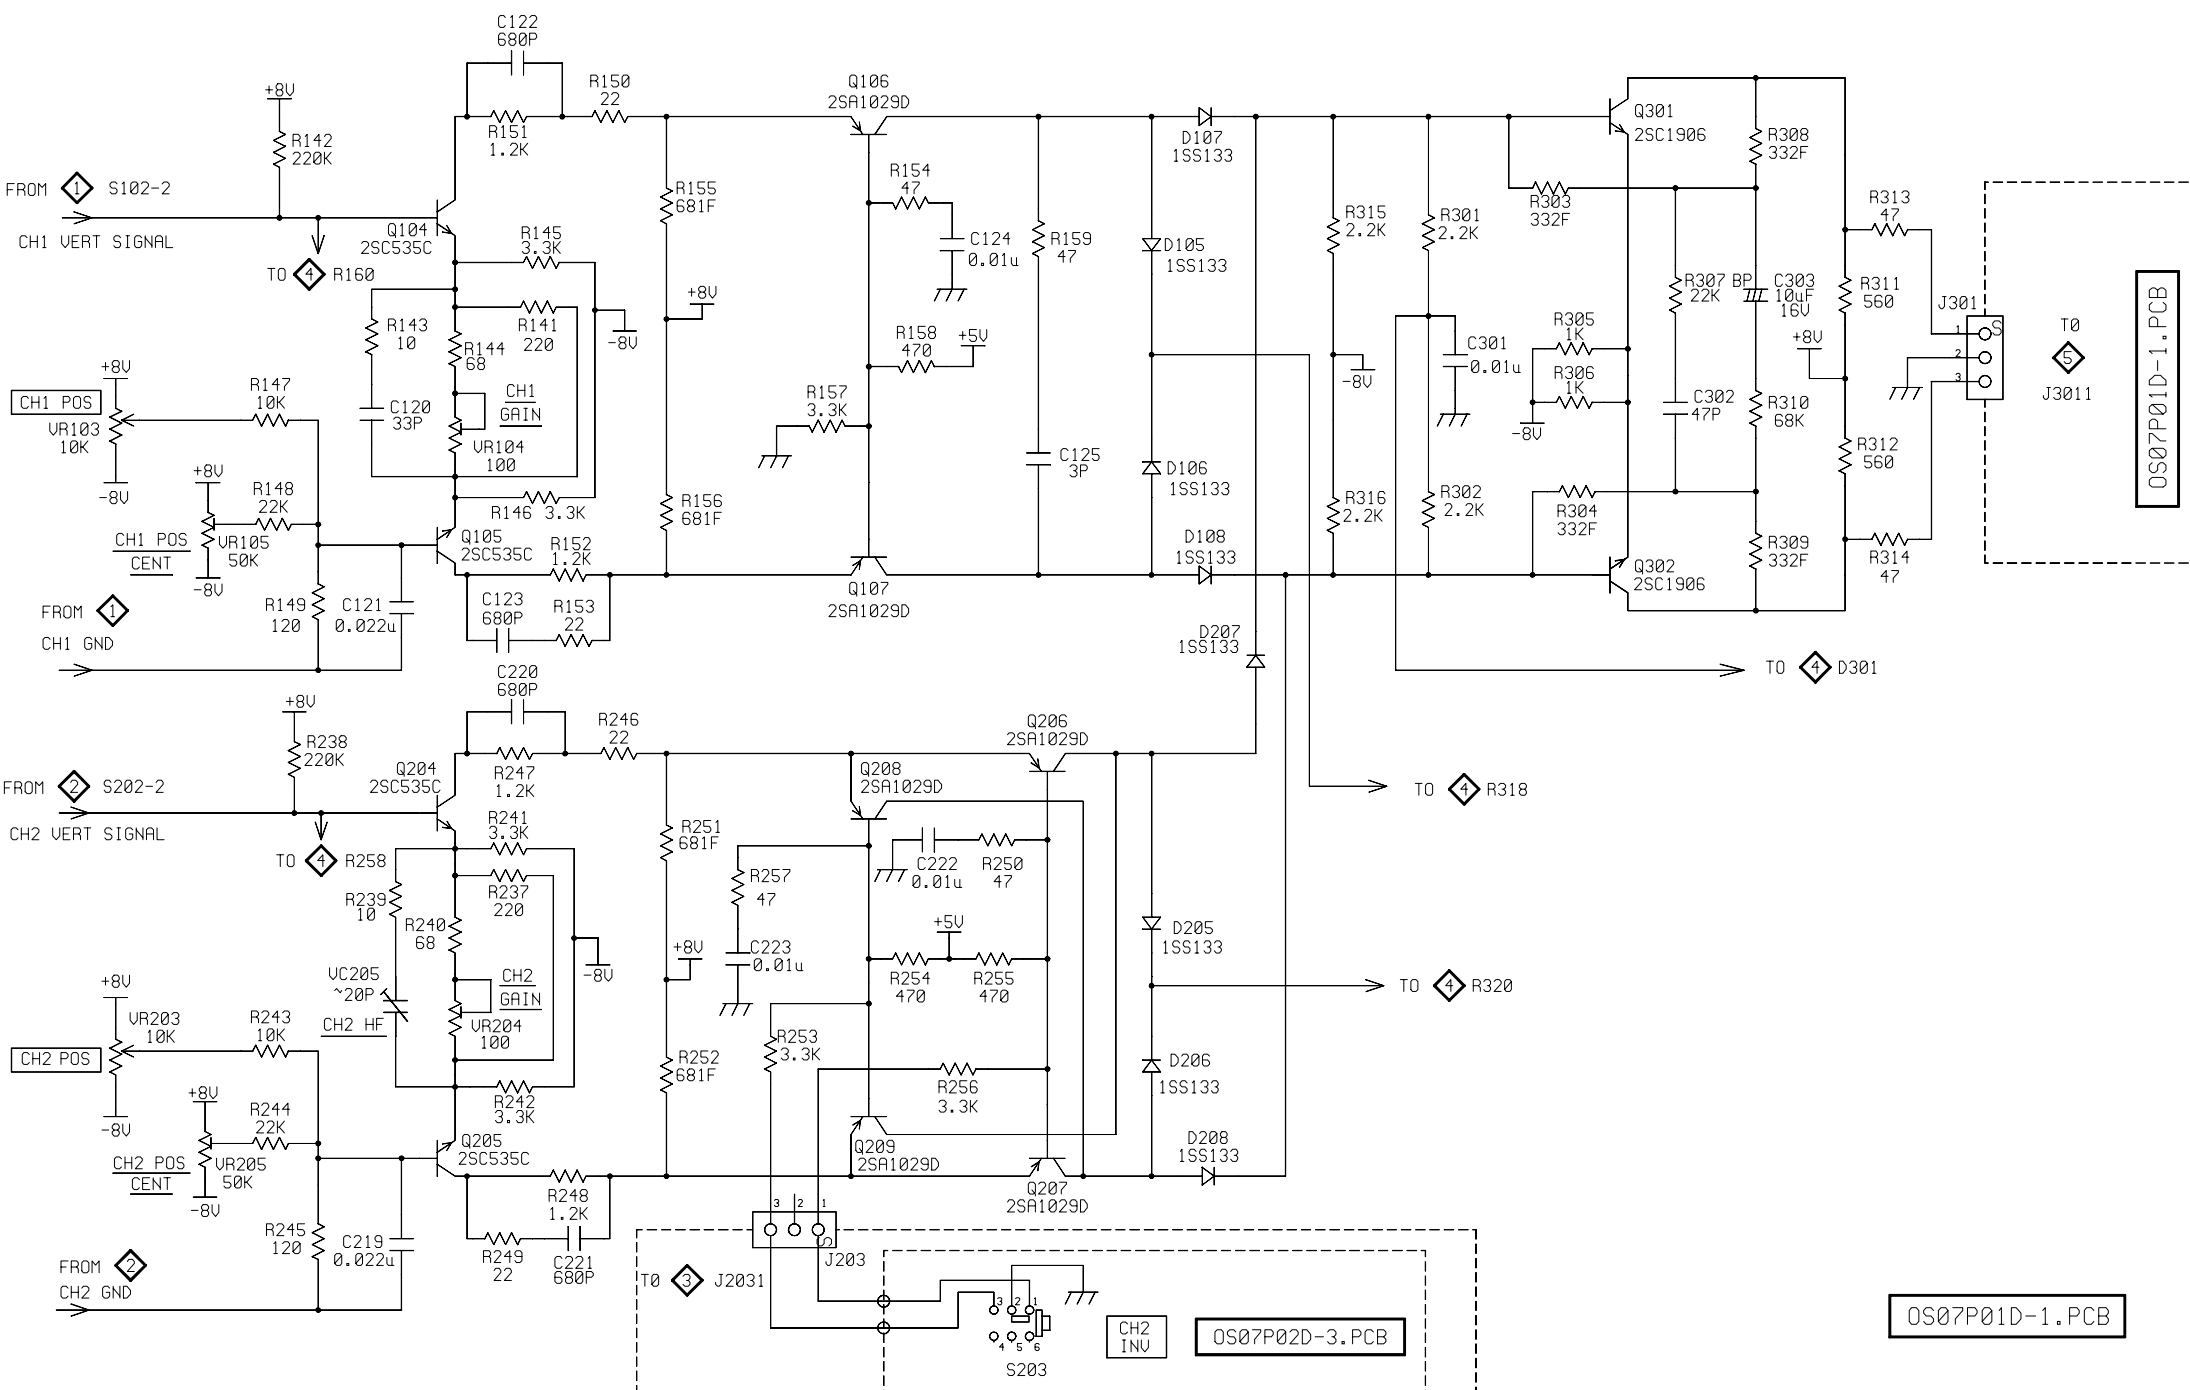 C122
680P
R150
22
R151
1.2K
+8V
R142
220K
FROM 1 S102-2
CH1 VERT SIGNAL
TO 4 R160
Q104
2SC535C
R145
3.3K
R141
220
R143
10
R144
68
-8V
C120
33P
CH1
GAIN
VR104
100
+8V
CH1 POS
VR103
10K
-8V
R147
10K
+8V
R148
22K
VR105
50K
CH1 POS
CENT
-8V
R146 3.3K
Q105
2SC535C
R152
1.2K
R149
120
C121
0.022u
C123
680P
R153
22
FROM 1
CH1 GND
R155
681F
+8V
R156
681F
Q106
2SA1029D
R154
47
C124
0.01u
R158
470
+5V
R157
3.3K
Q107
2SA1029D
R159
47
C125
3P
D107
1SS133
D105
1SS133
D106
1SS133
D108
1SS133
R315
2.2K
-8V
R316
2.2K
R301
2.2K
C301
0.01u
R302
2.2K
Q301
2SC1906
R303
332F
R308
332F
R307
22K
BP
C303
10uF
16V
R305
1K
R306
1K
-8V
C302
47P
R310
68K
R304
332F
R309
332F
Q302
2SC1906
+8V
R311
560
R312
560
R313
47
R314
47
J301
1
2
3
S
TO
5
J3011
OS07P01D-1.PCB
D207
1SS133
TO 4 D301
C220
680P
R246
22
R247
1.2K
+8V
R238
220K
FROM 2 S202-2
CH2 VERT SIGNAL
TO 4 R258
Q204
2SC535C
R241
3.3K
R237
220
R239
10
R240
68
-8V
VC205
~20P
CH2 HF
CH2
GAIN
VR204
100
+8V
VR203
10K
CH2 POS
-8V
R243
10K
+8V
R244
22K
VR205
50K
CH2 POS
CENT
-8V
R242
3.3K
Q205
2SC535C
R245
120
C219
0.022u
R248
1.2K
R249
22
C221
680P
FROM 2
CH2 GND
R251
681F
+8V
R252
681F
R257
47
C223
0.01u
Q208
2SA1029D
Q206
2SA1029D
C222
0.01u
R250
47
+5V
R254
470
R255
470
R253
3.3K
R256
3.3K
Q209
2SA1029D
Q207
2SA1029D
D205
1SS133
D206
1SS133
D208
1SS133
TO 4 R318
TO 4 R320
3 2 1
S
J203
TO 3 J2031
3 2 1
4 5 6
S203
CH2
INV
OS07P02D-3.PCB
OS07P01D-1.PCB